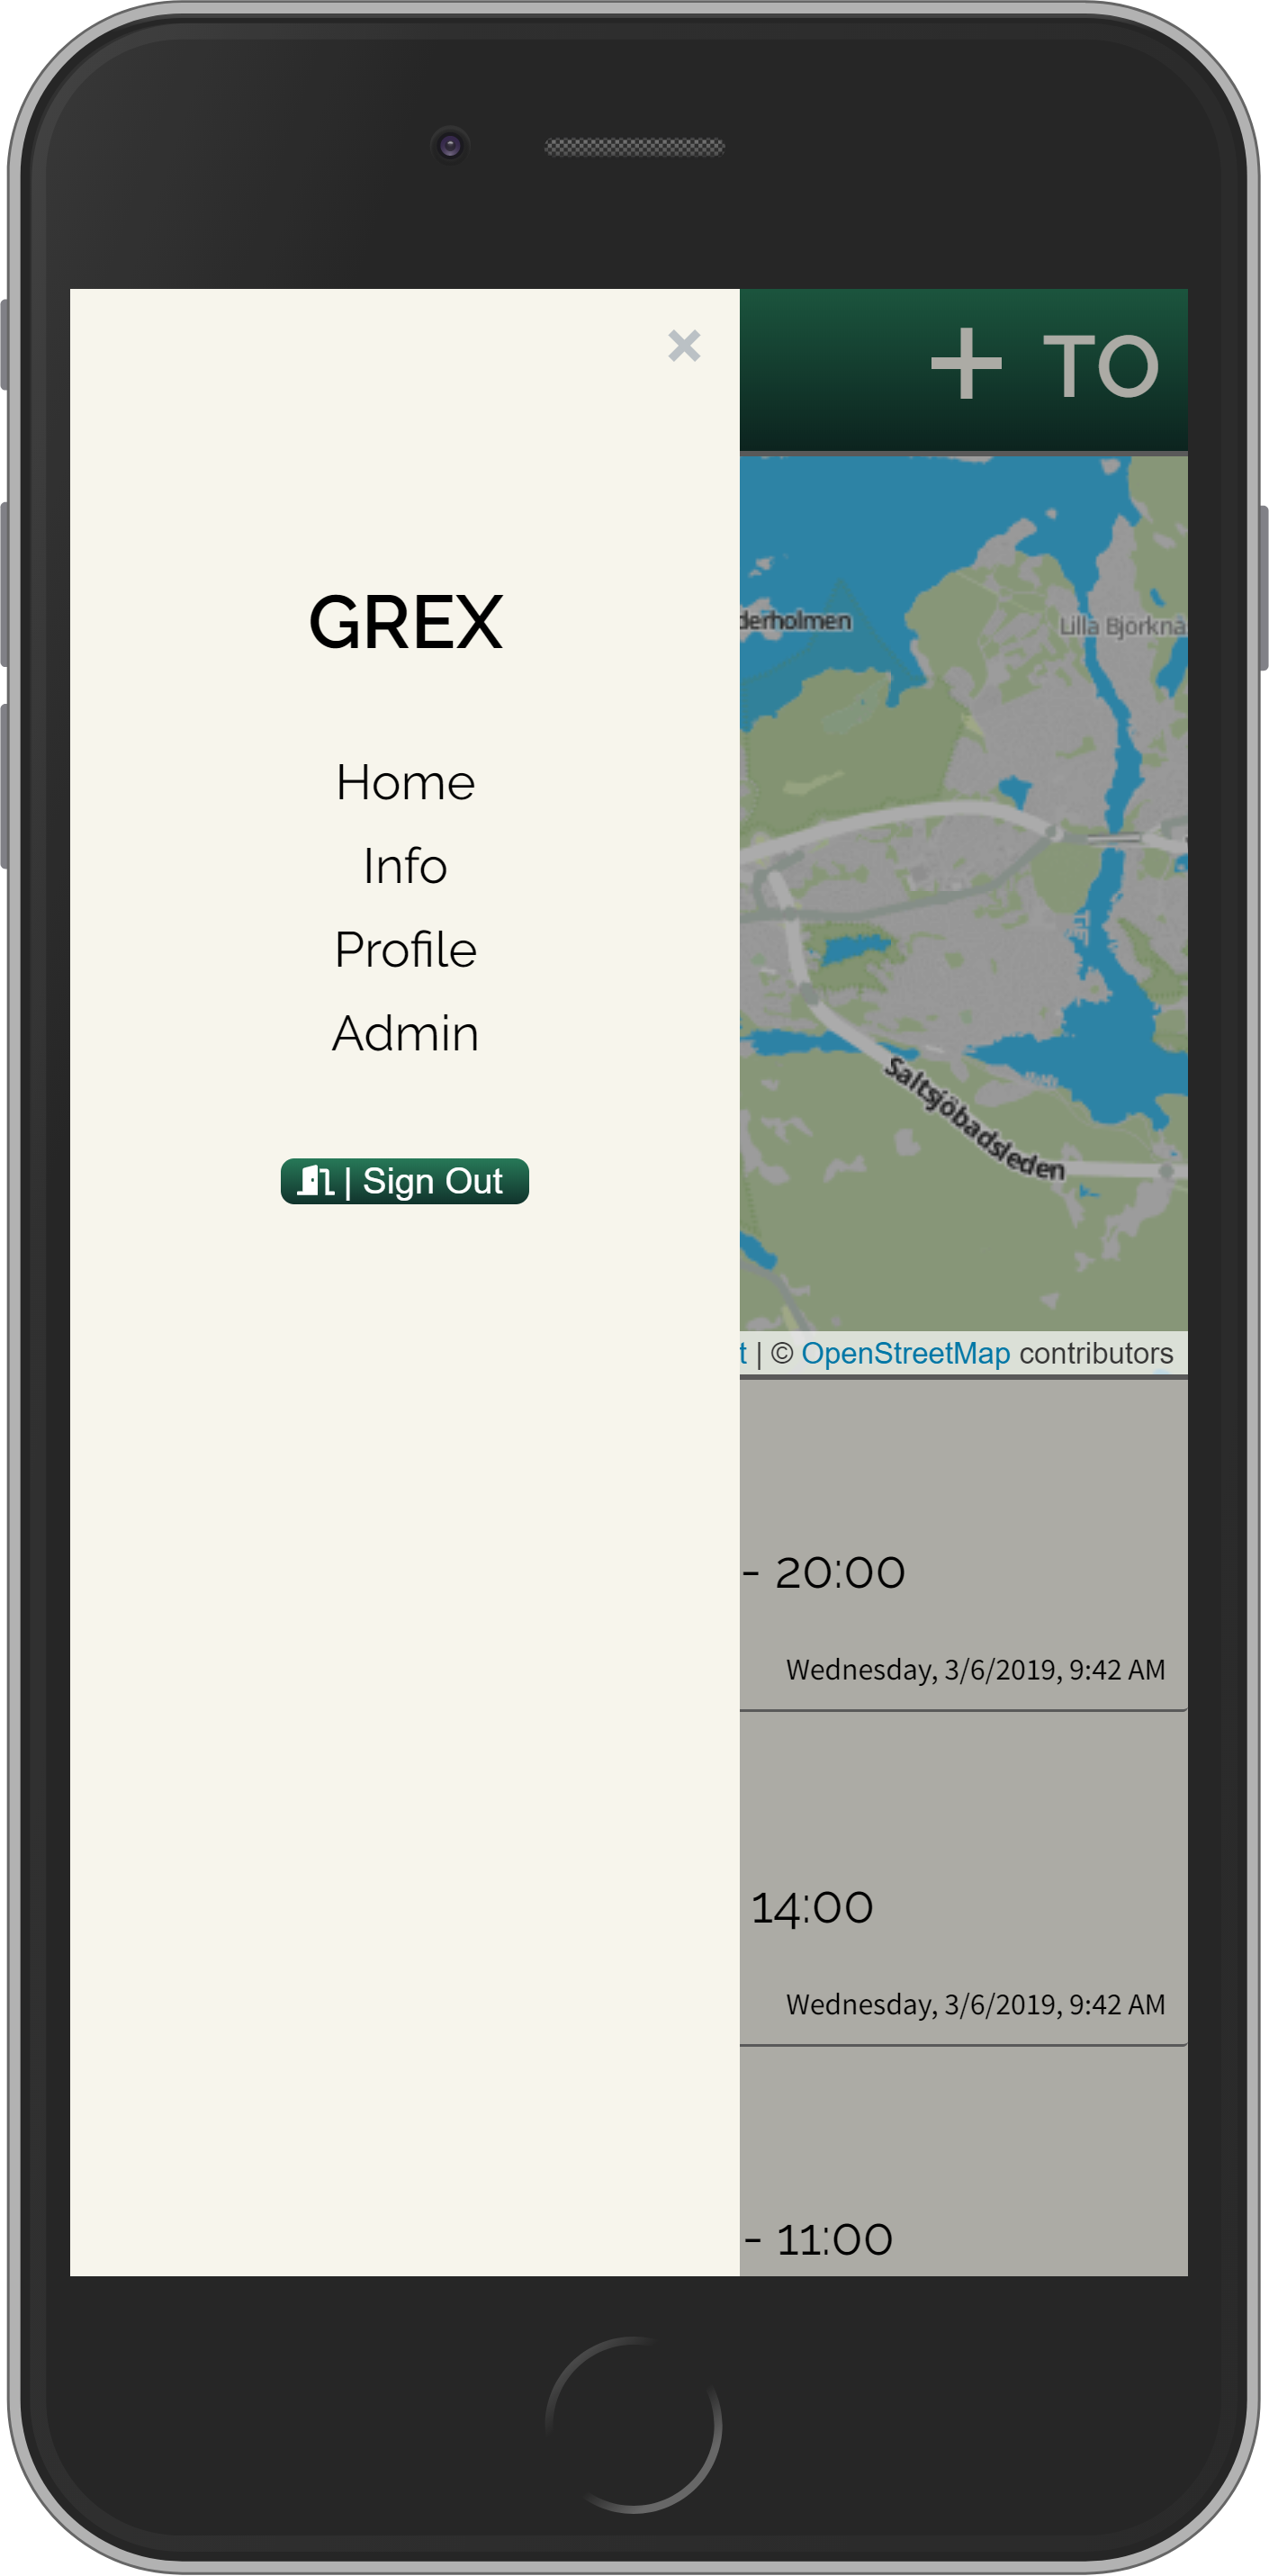 ×
+ TO
derholmen
Lilla Björknä
GREX
Home
Info
Profile
Admin
Saltsjöbadsleden
| Sign Out
t | © OpenStreetMap contributors
- 20:00
Wednesday, 3/6/2019, 9:42 AM
14:00
Wednesday, 3/6/2019, 9:42 AM
- 11:00